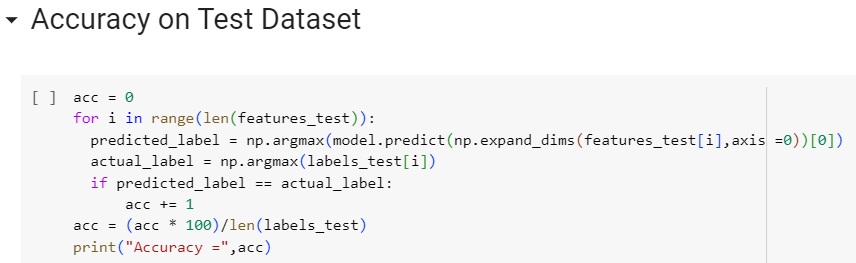 Accuracy on Test Dataset
[ ] acc = 0
for i in range(len(features_test)):
  predicted_label = np.argmax(model.predict(np.expand_dims(features_test[i],axis =0))[0])
  actual_label = np.argmax(labels_test[i])
  if predicted_label == actual_label:
      acc += 1
acc = (acc * 100)/len(labels_test)
print("Accuracy =",acc)